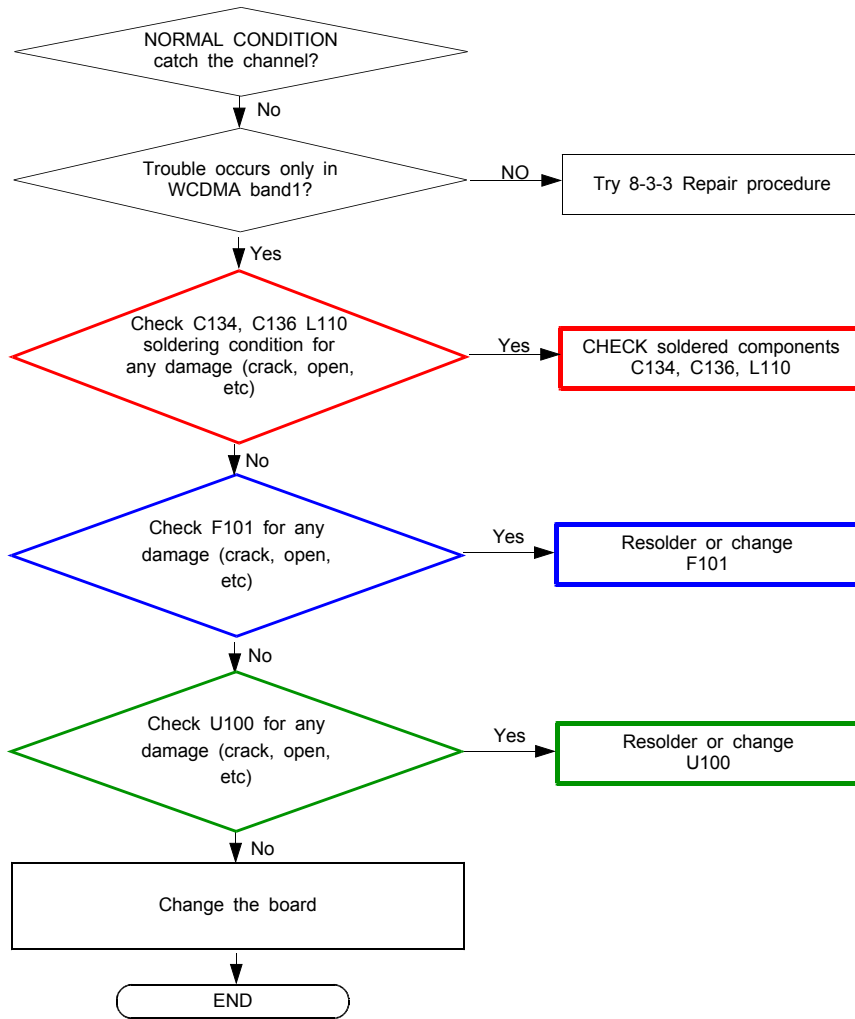 NORMAL CONDITION
catch the channel?
No
Trouble occurs only in
WCDMA band1?
NO
Try 8-3-3 Repair procedure
Yes
Check C134, C136 L110
soldering condition for
any damage (crack, open,
etc)
Yes
CHECK soldered components
C134, C136, L110
No
Check F101 for any
damage (crack, open,
etc)
Yes
Resolder or change
F101
No
Check U100 for any
damage (crack, open,
etc)
Yes
Resolder or change
U100
No
Change the board
END